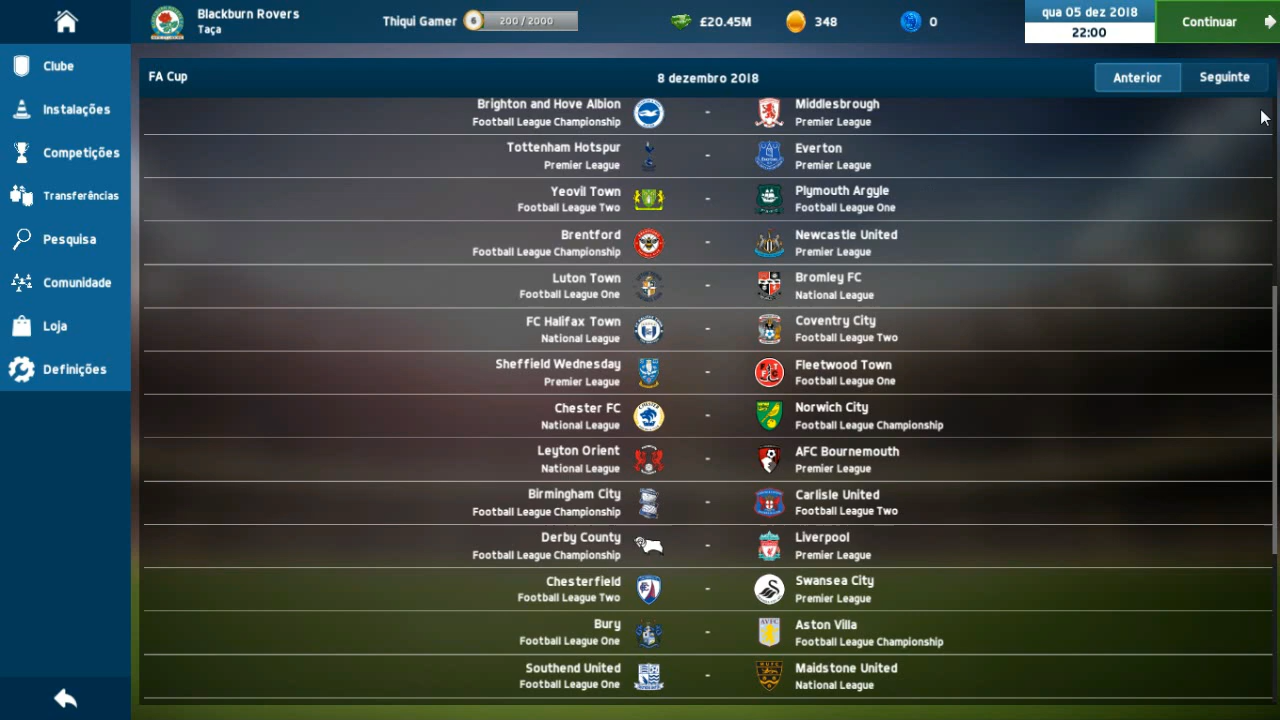 Blackburn Rovers
Taça
Thiqui Gamer 6 200 / 2000 £20.45M 348 0
qua 05 dez 2018
22:00
Continuar
Clube
Instalações
Competições
Transferências
Pesquisa
Comunidade
Loja
Definições
FA Cup 8 dezembro 2018 Anterior Seguinte
Brighton and Hove Albion - Middlesbrough
Football League Championship Premier League
Tottenham Hotspur - Everton
Premier League Premier League
Yeovil Town - Plymouth Argyle
Football League Two Football League One
Brentford - Newcastle United
Football League Championship Premier League
Luton Town - Bromley FC
Football League One National League
FC Halifax Town - Coventry City
National League Football League Two
Sheffield Wednesday - Fleetwood Town
Premier League Football League One
Chester FC - Norwich City
National League Football League Championship
Leyton Orient - AFC Bournemouth
National League Premier League
Birmingham City - Carlisle United
Football League Championship Football League Two
Derby County - Liverpool
Football League Championship Premier League
Chesterfield - Swansea City
Football League Two Premier League
Bury - Aston Villa
Football League One Football League Championship
Southend United - Maidstone United
Football League One National League